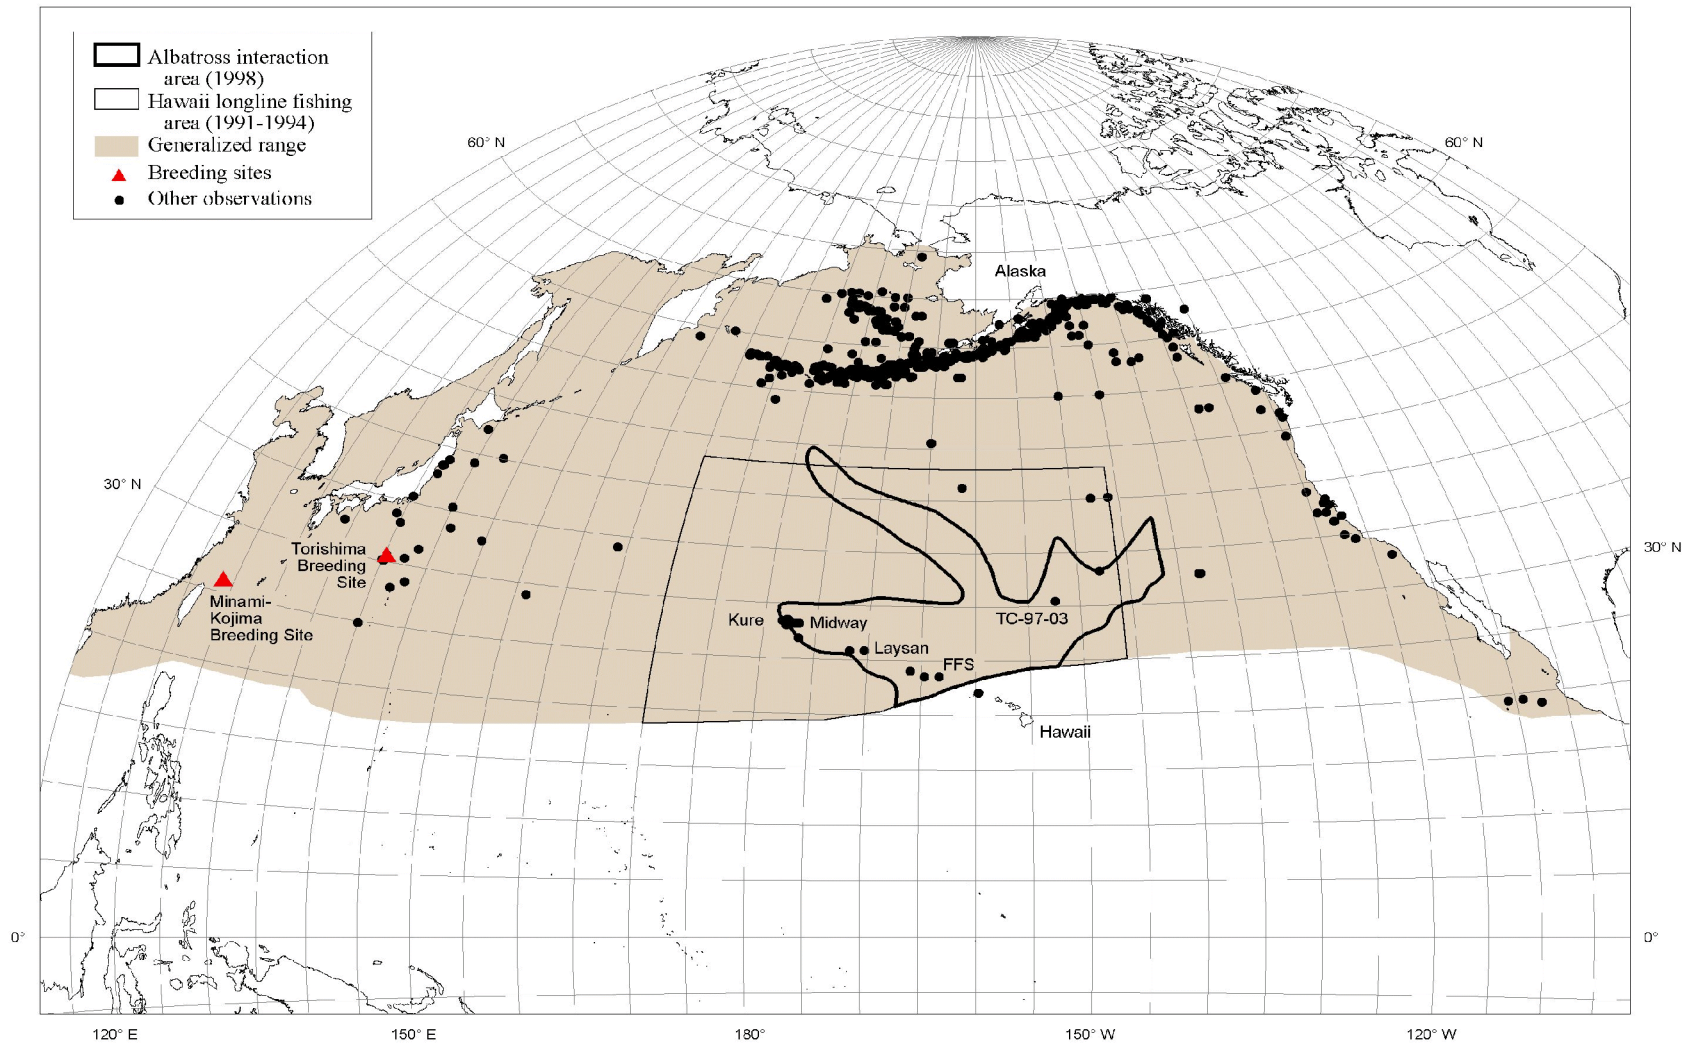 Albatross interaction
area (1998)
Hawaii longline fishing
area (1991-1994)
Generalized range
Breeding sites
Other observations
60° N
60° N
Alaska
30° N
Torishima
Breeding
Site
30° N
Minami-
Kojima
Breeding Site
Kure
Midway
TC-97-03
Laysan
FFS
Hawaii
0°
0°
120° E
150° E
180°
150° W
120° W